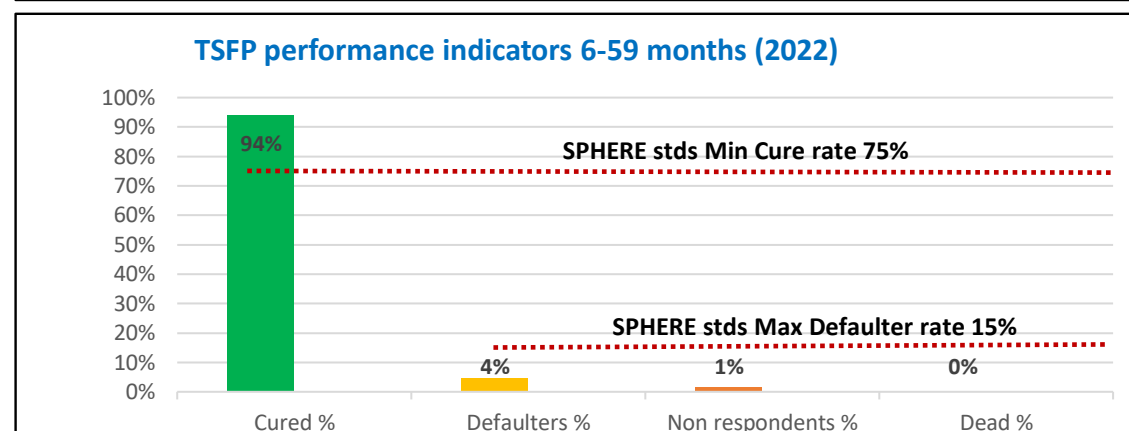 TSFP performance indicators 6-59 months (2022)
100%
90%
94%
SPHERE stds Min Cure rate 75%
80%
70%
60%
50%
40%
30%
SPHERE stds Max Defaulter rate 15%
20%
10%
4%
1%
0%
0%
Cured %
Defaulters %
Non respondents %
Dead %